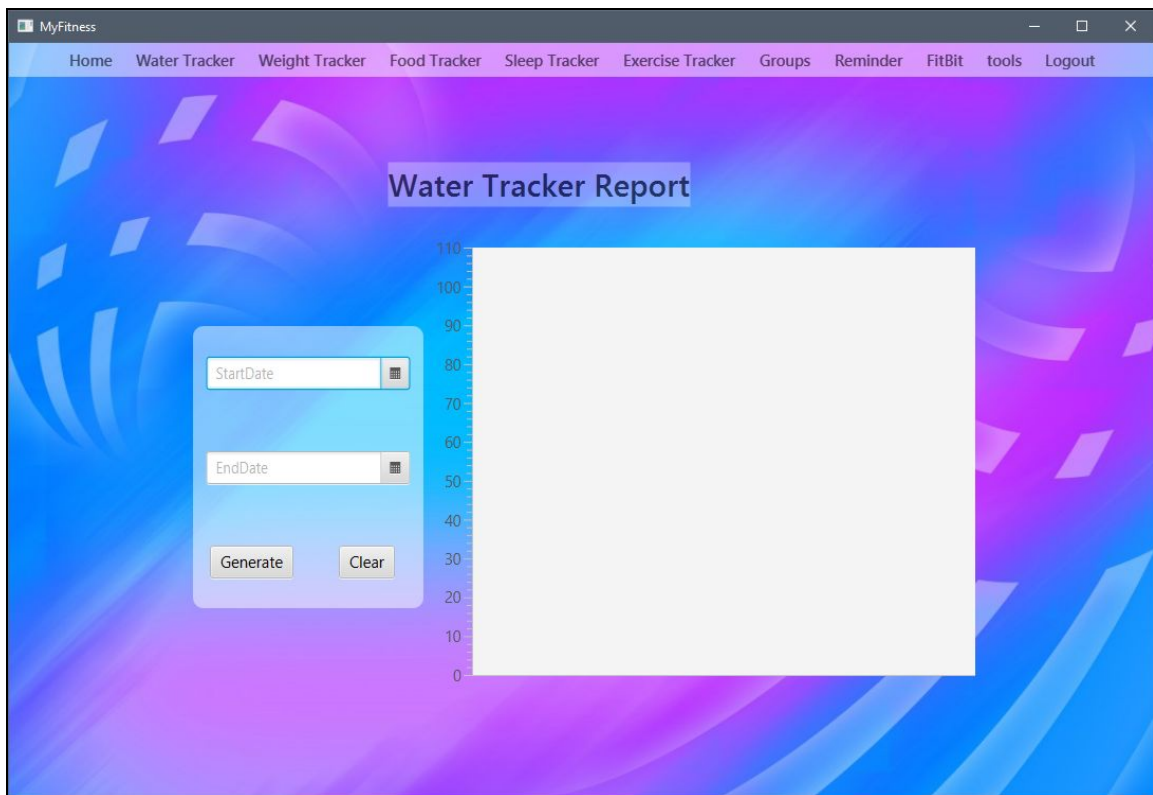 MyFitness
Home Water Tracker Weight Tracker Food Tracker Sleep Tracker Exercise Tracker Groups Reminder FitBit tools Logout
Water Tracker Report
StartDate
EndDate
Generate Clear
110
100
90
80
70
60
50
40
30
20
10
0